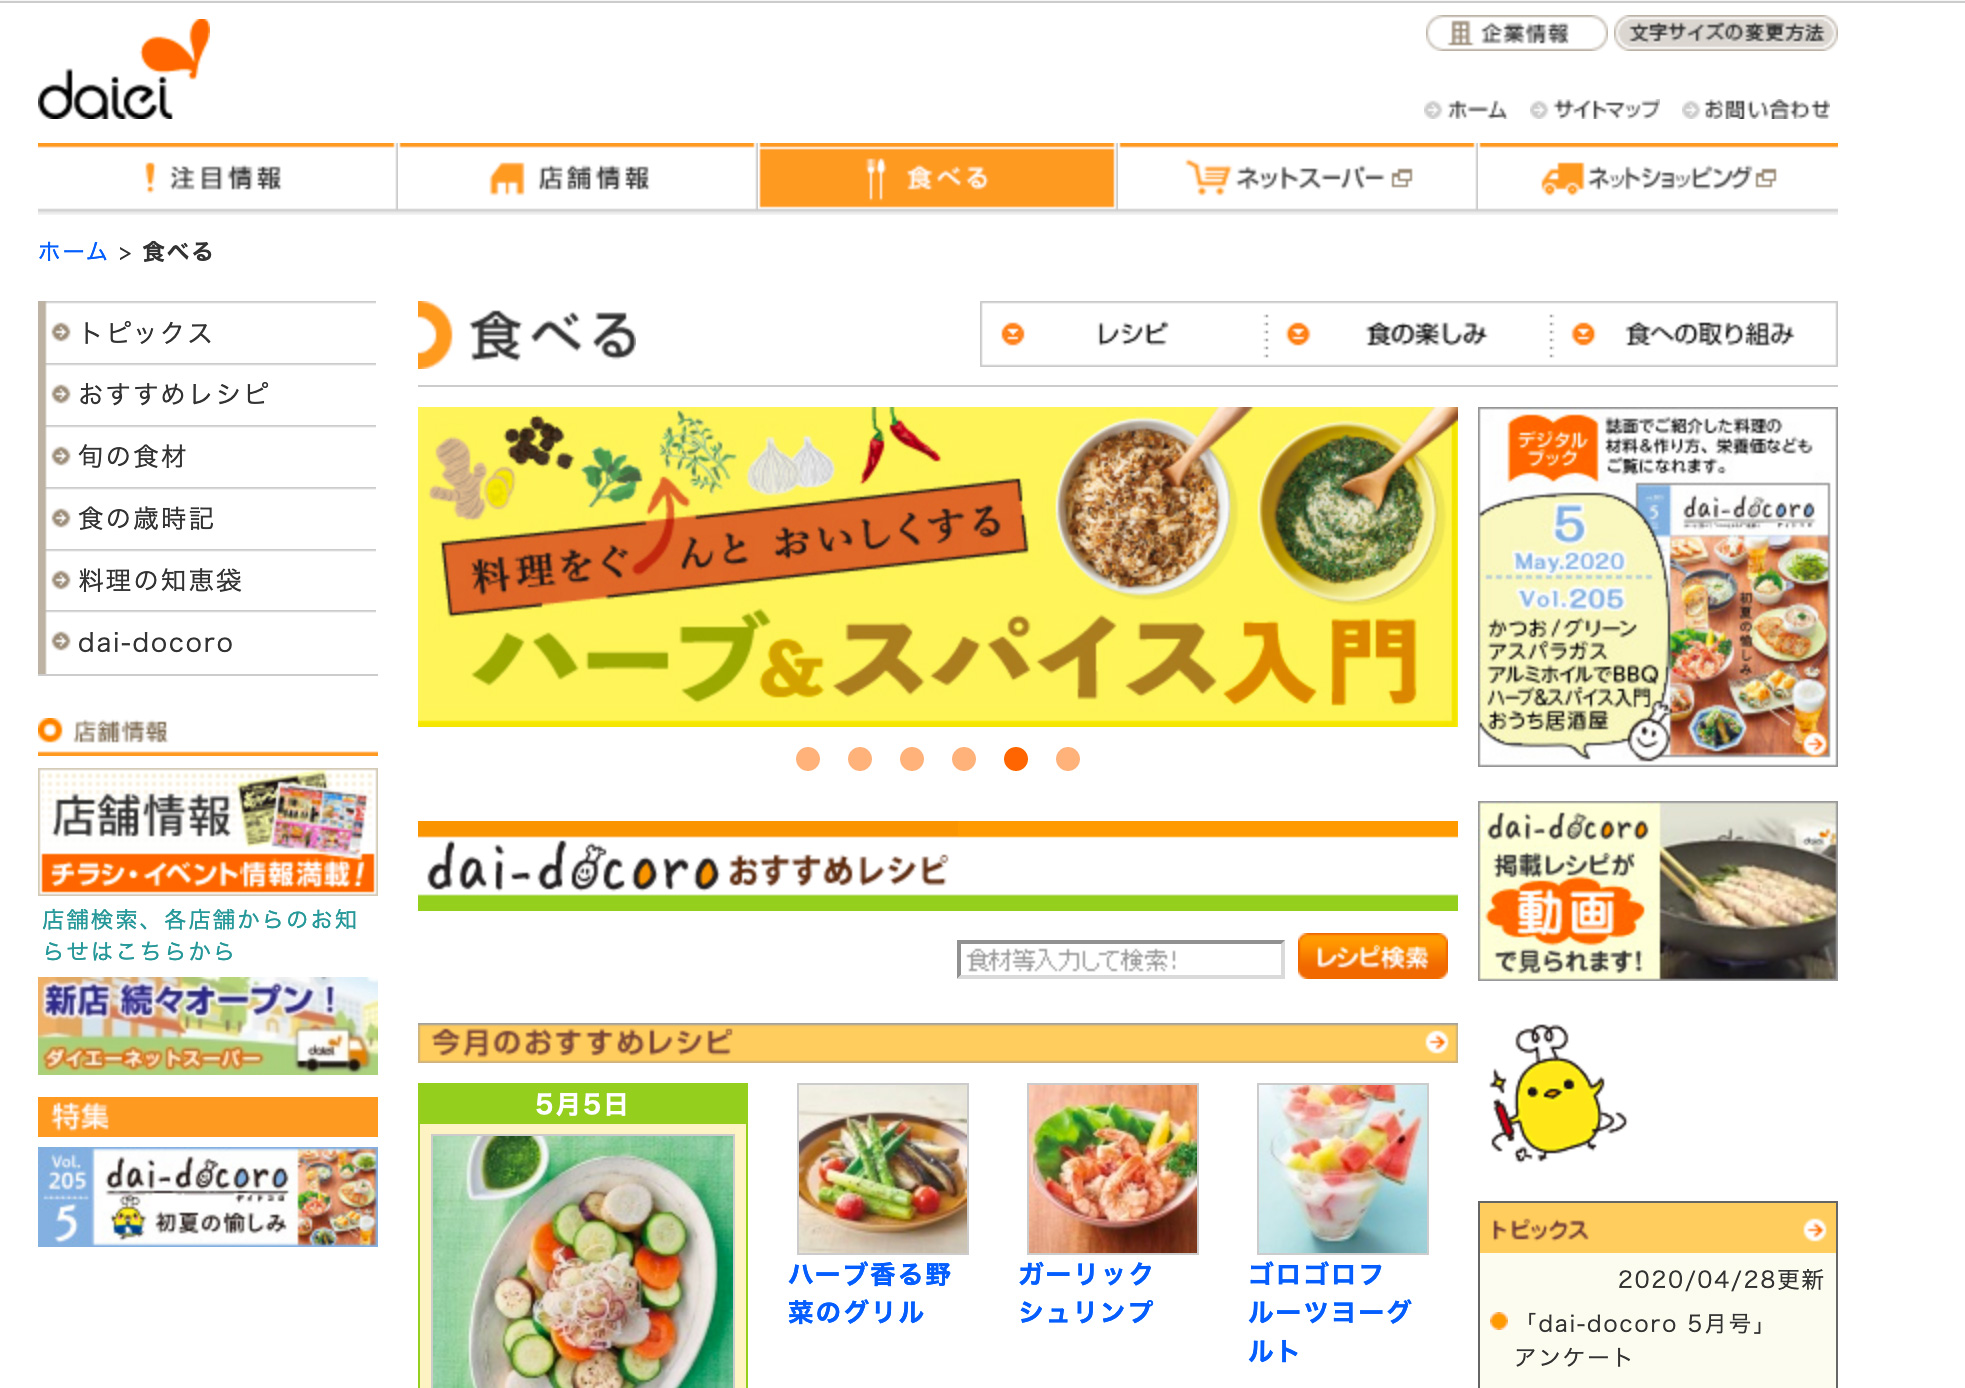 daiei
企業情報
文字サイズの変更方法
ホーム
サイトマップ
お問い合わせ
注目情報
店舗情報
食べる
ネットスーパー
ネットショッピング
ホーム > 食べる
トピックス
おすすめレシピ
旬の食材
食の歳時記
料理の知恵袋
dai-docoro
店舗情報
店舗情報
チラシ・イベント情報満載!
店舗検索、各店舗からのお知
らせはこちらから
新店 続々オープン!
ダイエーネットスーパー
daiei
特集
Vol.
205
5
dai-docoro
ダイドコロ
初夏の愉しみ
食べる
レシピ
食の楽しみ
食への取り組み
料理をぐーんと おいしくする
ハーブ&スパイス入門
dai-docoro おすすめレシピ
食材等入力して検索!
レシピ検索
今月のおすすめレシピ
5月5日
ハーブ香る野
菜のグリル
ガーリック
シュリンプ
ゴロゴロフ
ルーツヨーグ
ルト
デジタル
ブック
誌面でご紹介した料理の
材料&作り方、栄養価なども
ご覧になれます。
5
May.2020
Vol.205
かつお/グリーン
アスパラガス
アルミホイルでBBQ
ハーブ&スパイス入門
おうち居酒屋
5
dai-docoro
初夏の愉しみ
dai-docoro
掲載レシピが
動画
で見られます!
daiei
トピックス
2020/04/28更新
「dai-docoro 5月号」
アンケート